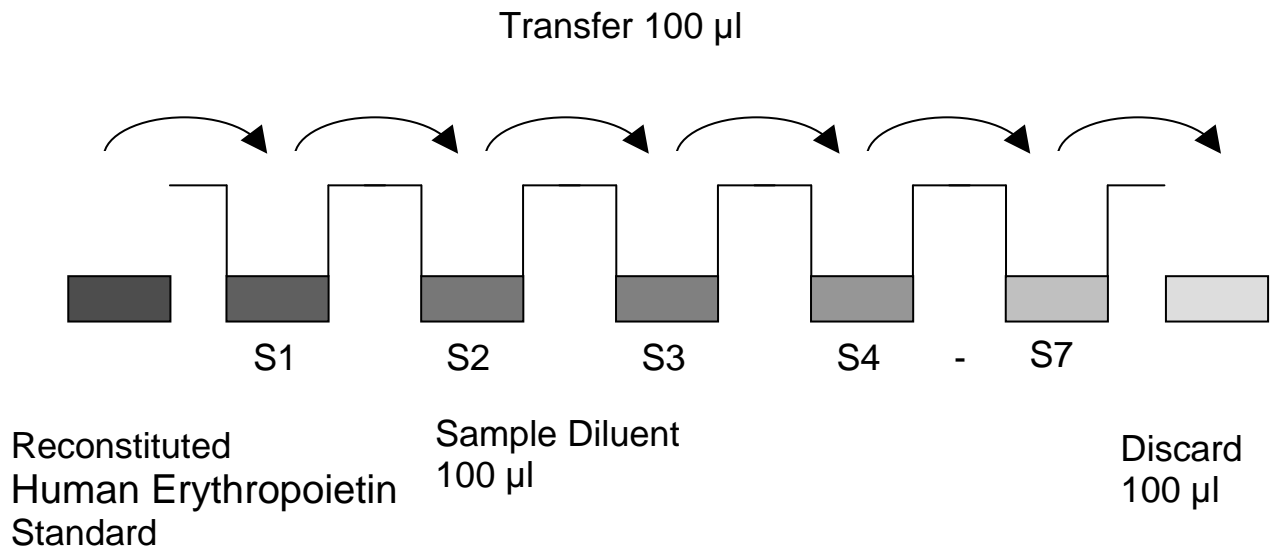 Transfer 100 µl
S1 S2 S3 S4 - S7
Reconstituted
Human Erythropoietin
Standard
Sample Diluent
100 µl
Discard
100 µl